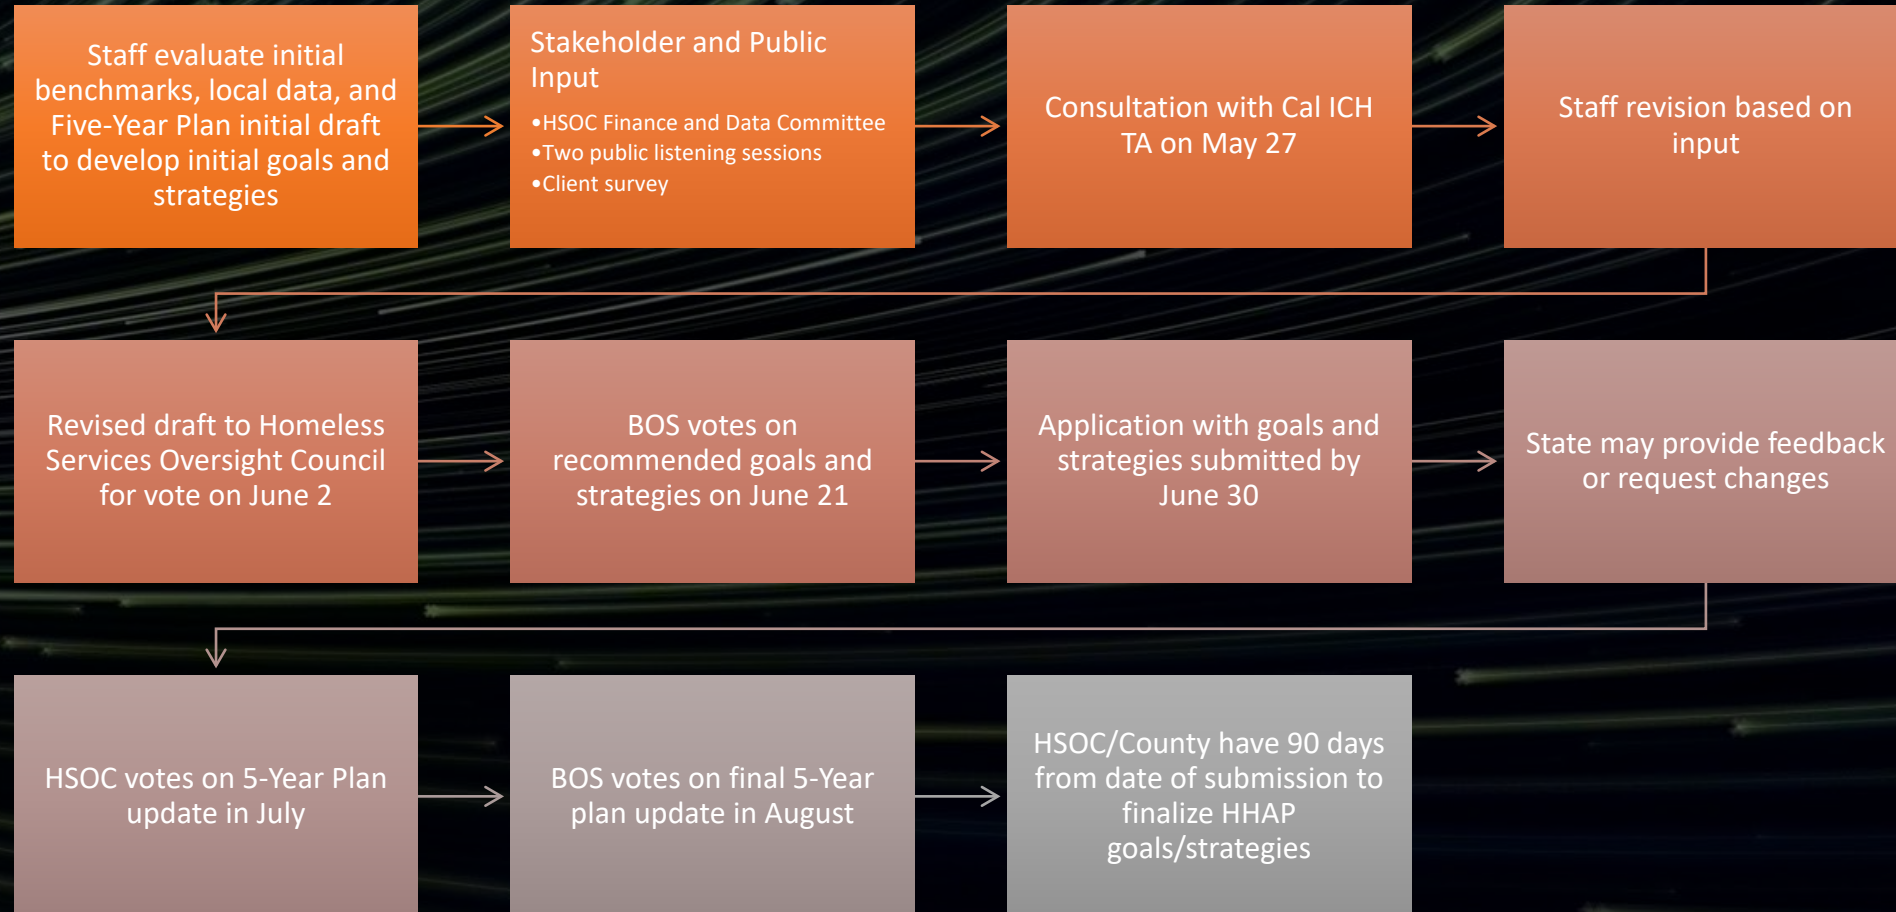 Staff evaluate initial
benchmarks, local data, and
Five-Year Plan initial draft
to develop initial goals and
strategies
Stakeholder and Public
Input
•HSOC Finance and Data Committee
•Two public listening sessions
•Client survey
Consultation with Cal ICH
TA on May 27
Staff revision based on
input
Revised draft to Homeless
Services Oversight Council
for vote on June 2
BOS votes on
recommended goals and
strategies on June 21
Application with goals and
strategies submitted by
June 30
State may provide feedback
or request changes
HSOC votes on 5-Year Plan
update in July
BOS votes on final 5-Year
plan update in August
HSOC/County have 90 days
from date of submission to
finalize HHAP
goals/strategies